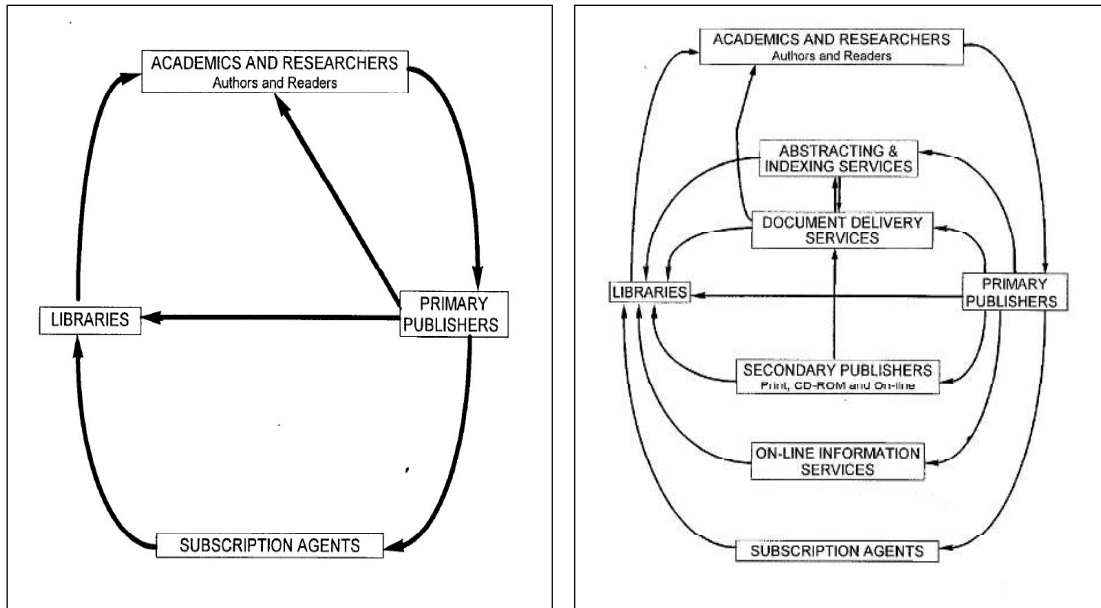 ACADEMICS AND RESEARCHERS
Authors and Readers
LIBRARIES
PRIMARY
PUBLISHERS
SUBSCRIPTION AGENTS
ACADEMICS AND RESEARCHERS
Authors and Readers
ABSTRACTING &
INDEXING SERVICES
DOCUMENT DELIVERY
SERVICES
LIBRARIES
PRIMARY
PUBLISHERS
SECONDARY PUBLISHERS
Print, CD-ROM and On-line
ON-LINE INFORMATION
SERVICES
SUBSCRIPTION AGENTS